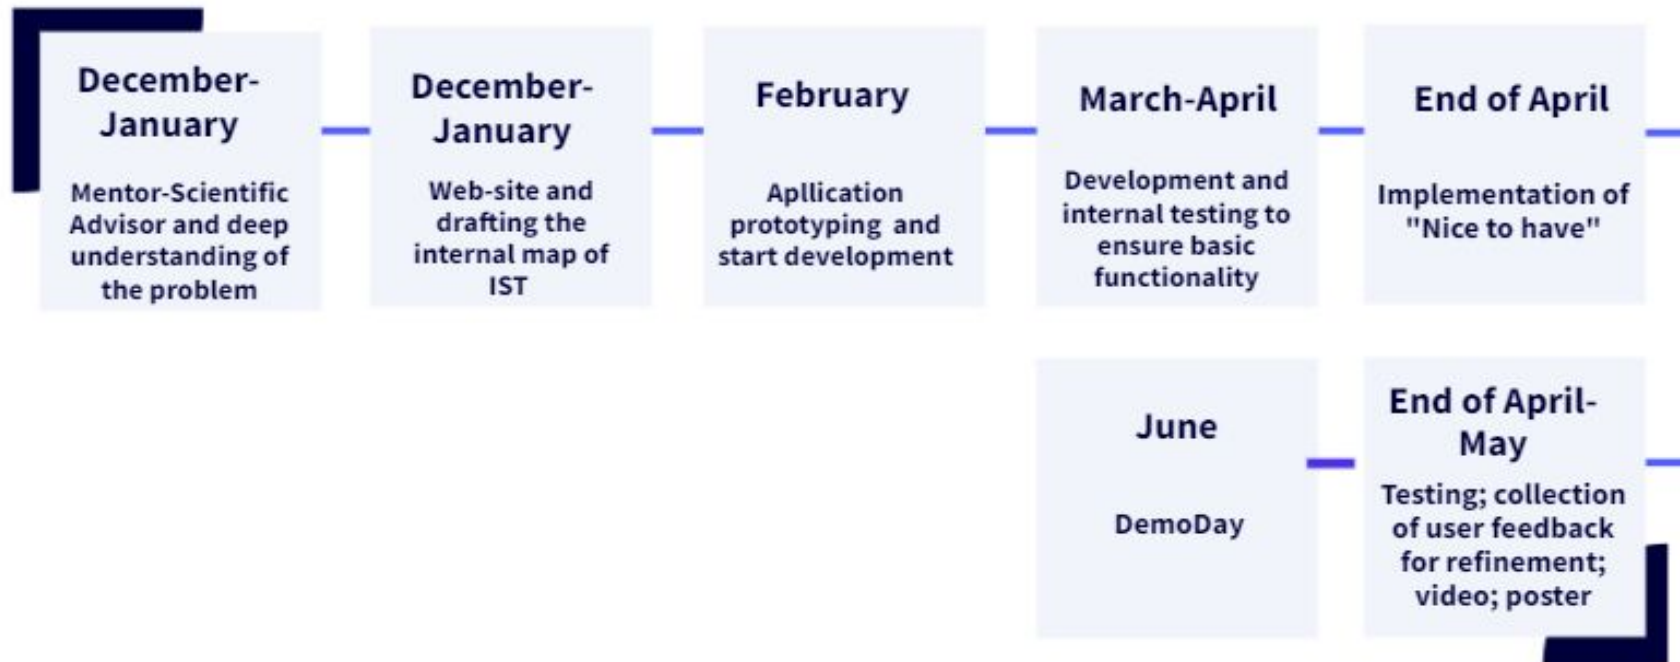 December-
January
Mentor-Scientific
Advisor and deep
understanding of
the problem
December-
January
Web-site and
drafting the
internal map of
IST
February
Apllication
prototyping and
start development
March-April
Development and
internal testing to
ensure basic
functionality
End of April
Implementation of
"Nice to have"
End of April-
May
Testing; collection
of user feedback
for refinement;
video; poster
June
DemoDay